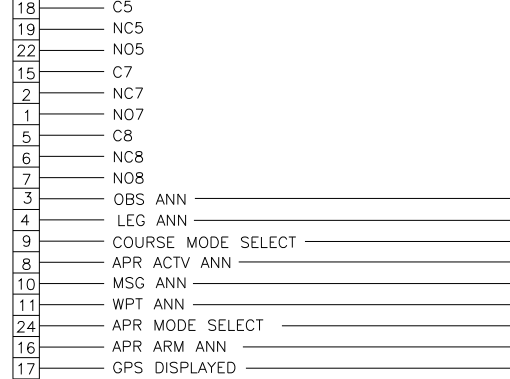 18 C5
19 NC5
22 NO5
15 C7
2 NC7
1 NO7
5 C8
6 NC8
7 NO8
3 OBS ANN
4 LEG ANN
9 COURSE MODE SELECT
8 APR ACTV ANN
10 MSG ANN
11 WPT ANN
24 APR MODE SELECT
16 APR ARM ANN
17 GPS DISPLAYED